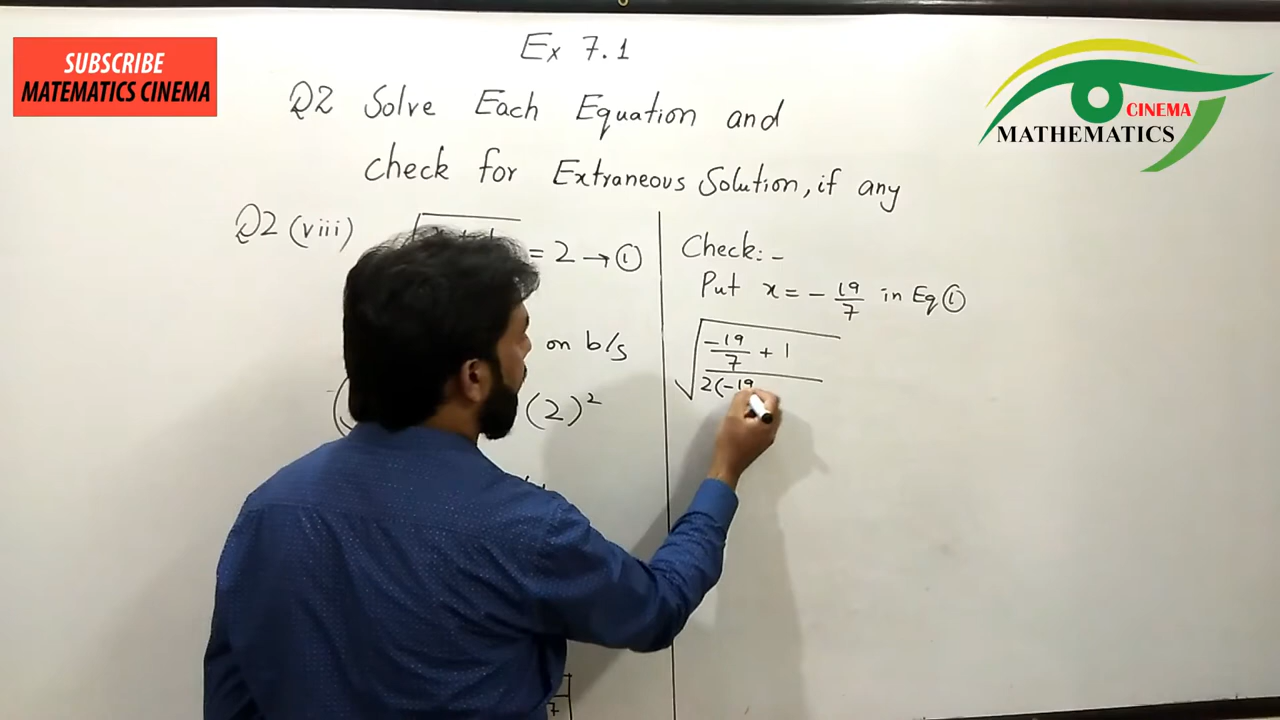 SUBSCRIBE
MATEMATICS CINEMA
CINEMA
MATHEMATICS
Ex 7.1
Q2 Solve Each Equation and
check for Extraneous Solution, if any
Q2 (viii) = 2 → ①
on b/s
(2)²
Check:-
Put x = - 19/7 in Eq ①
√ -19/7 + 1
2(-19
7